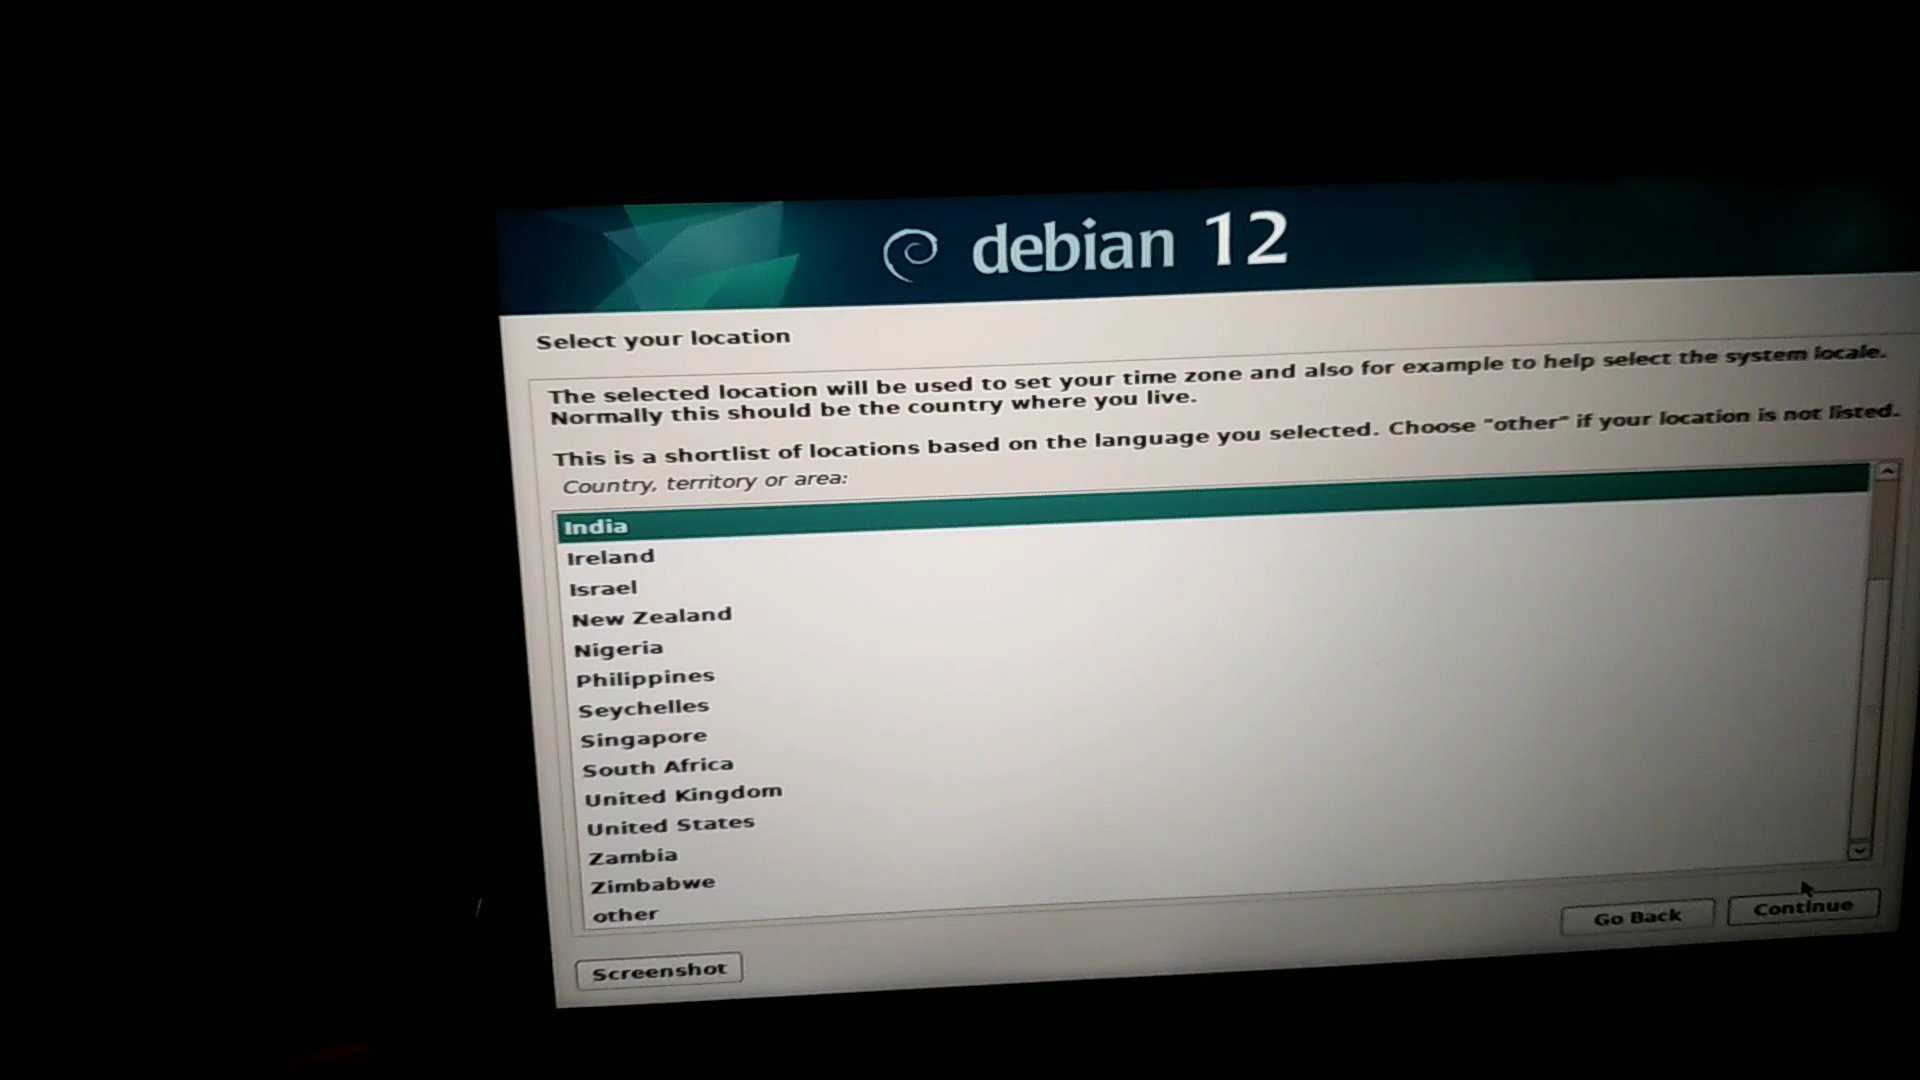 debian 12
Select your location
The selected location will be used to set your time zone and also for example to help select the system locale.
Normally this should be the country where you live.
This is a shortlist of locations based on the language you selected. Choose "other" if your location is not listed.
Country, territory or area:
India
Ireland
Israel
New Zealand
Nigeria
Philippines
Seychelles
Singapore
South Africa
United Kingdom
United States
Zambia
Zimbabwe
other
Go Back
Continue
Screenshot